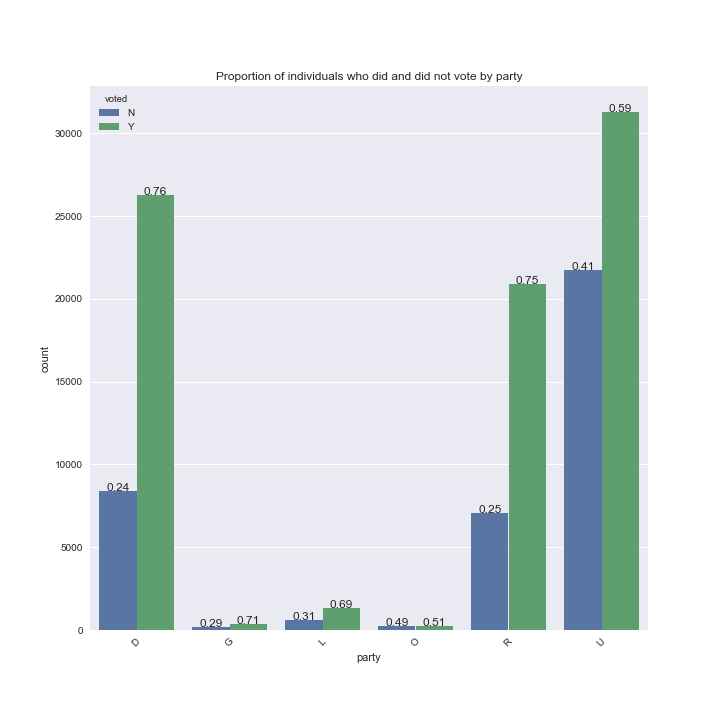 Proportion of individuals who did and did not vote by party
voted
N
Y
30000
25000
20000
15000
10000
5000
0
count
0.24
0.76
0.29
0.71
0.31
0.69
0.49
0.51
0.25
0.75
0.41
0.59
D
G
L
O
R
U
party